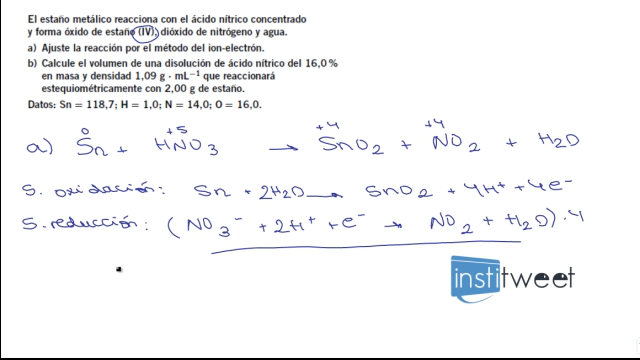 El estaño metálico reacciona con el ácido nítrico concentrado
y forma óxido de estaño (IV), dióxido de nitrógeno y agua.
a) Ajuste la reacción por el método del ion-electrón.
b) Calcule el volumen de una disolución de ácido nítrico del 16,0 %
en masa y densidad 1,09 g · mL⁻¹ que reaccionará
estequiométricamente con 2,00 g de estaño.
Datos: Sn = 118,7; H = 1,0; N = 14,0; O = 16,0.
0 +5 +4 +4
a) Sn + HNO₃ → SnO₂ + NO₂ + H₂O
S. oxidación: Sn + 2H₂O → SnO₂ + 4H⁺ + 4e⁻
S. reducción: (NO₃⁻ + 2H⁺ + e⁻ → NO₂ + H₂O) · 4
institweet